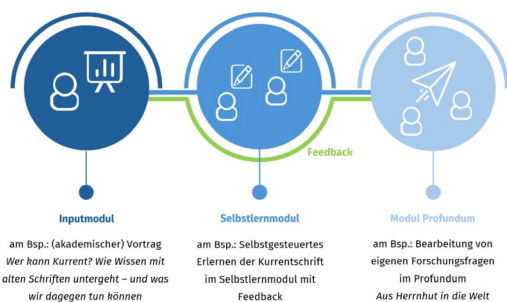 Feedback
Inputmodul
am Bsp.: (akademischer) Vortrag
Wer kann Kurrent? Wie Wissen mit
alten Schriften untergeht – und was
wir dagegen tun können
Selbstlernmodul
am Bsp.: Selbstgesteuertes
Erlernen der Kurrentschrift
im Selbstlernmodul mit
Feedback
Modul Profundum
am Bsp.: Bearbeitung von
eigenen Forschungsfragen
im Profundum
Aus Herrnhut in die Welt